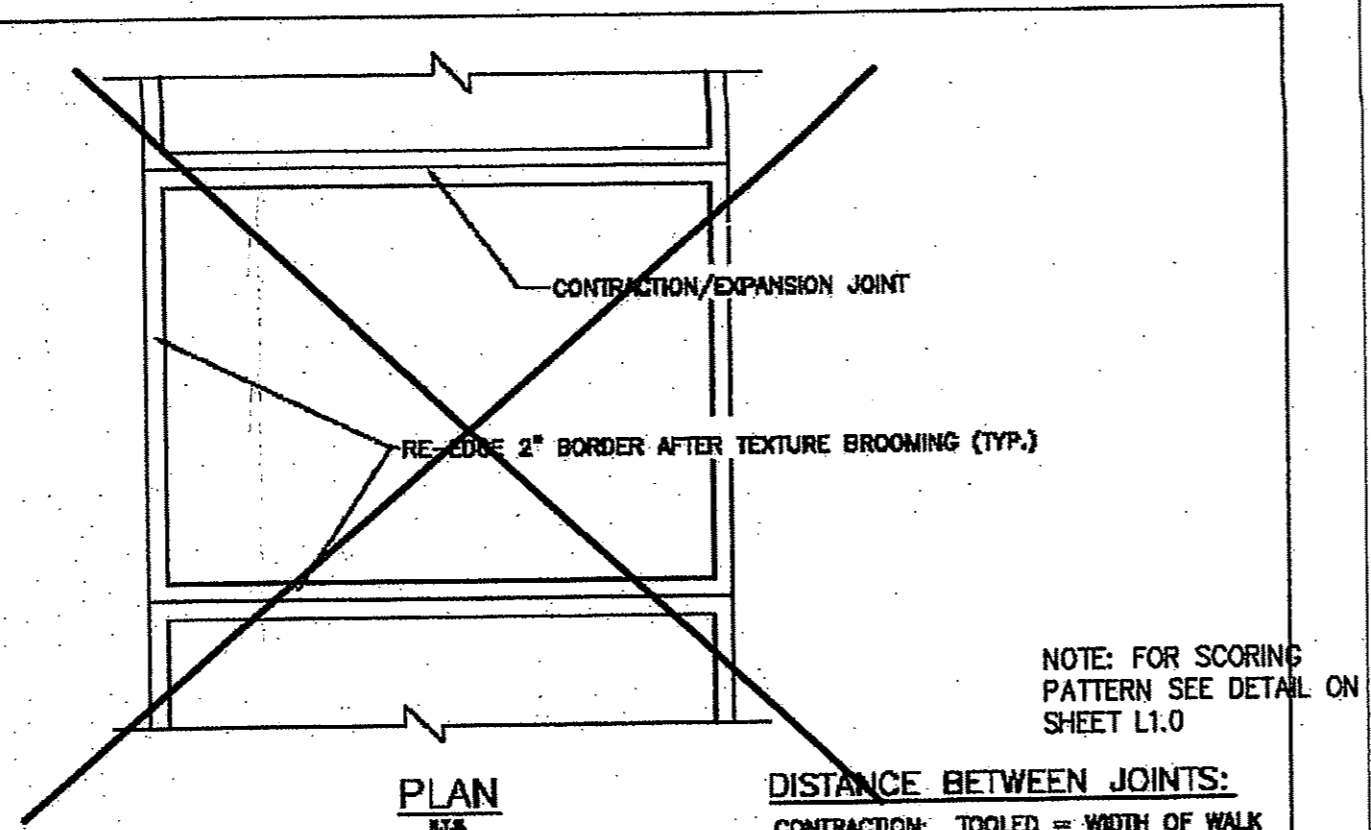 CONTRACTION/EXPANSION JOINT
RE-EDGE 2" BORDER AFTER TEXTURE BROOMING (TYP.)
NOTE: FOR SCORING
PATTERN SEE DETAIL ON
SHEET L1.0
PLAN
N.T.S.
DISTANCE BETWEEN JOINTS:
CONTRACTION: TOOLED = WIDTH OF WALK